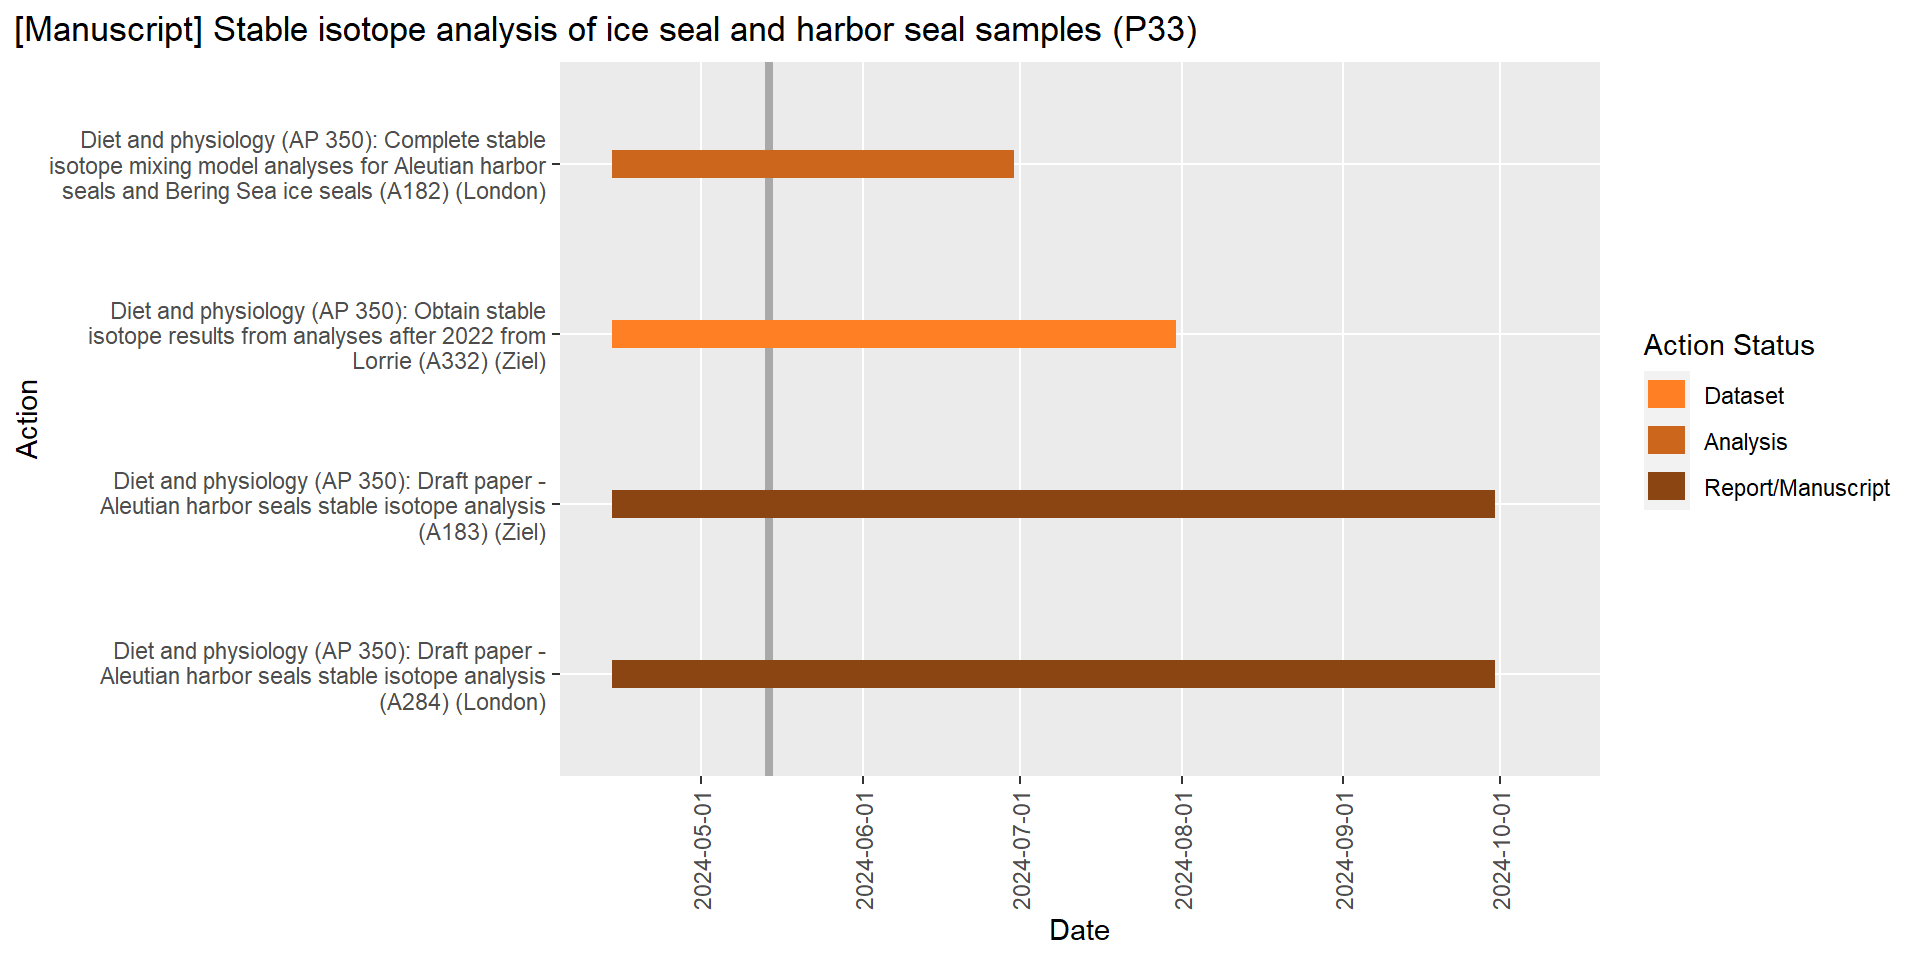 [Manuscript] Stable isotope analysis of ice seal and harbor seal samples (P33)
Action
Diet and physiology (AP 350): Complete stable
isotope mixing model analyses for Aleutian harbor
seals and Bering Sea ice seals (A182) (London)
Diet and physiology (AP 350): Obtain stable
isotope results from analyses after 2022 from
Lorrie (A332) (Ziel)
Diet and physiology (AP 350): Draft paper -
Aleutian harbor seals stable isotope analysis
(A183) (Ziel)
Diet and physiology (AP 350): Draft paper -
Aleutian harbor seals stable isotope analysis
(A284) (London)
2024-05-01
2024-06-01
2024-07-01
2024-08-01
2024-09-01
2024-10-01
Date
Action Status
Dataset
Analysis
Report/Manuscript